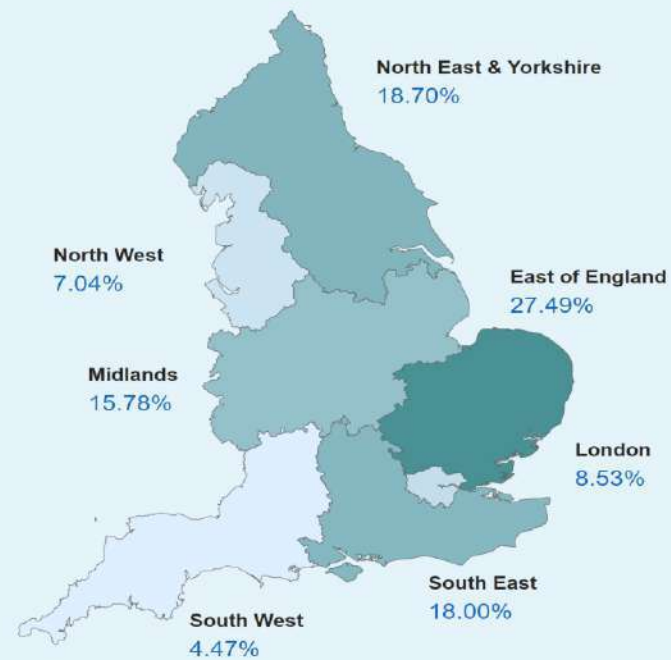 North East & Yorkshire
18.70%
North West
7.04%
East of England
27.49%
Midlands
15.78%
London
8.53%
South East
18.00%
South West
4.47%